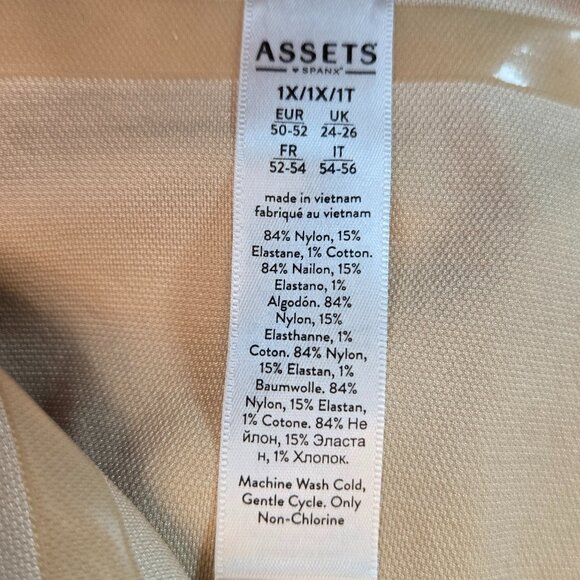 ASSETS
♥ SPANX®
1X/1X/1T
EUR UK
50-52 24-26
FR IT
52-54 54-56
made in vietnam
fabriqué au vietnam
84% Nylon, 15%
Elastane, 1% Cotton.
84% Nailon, 15%
Elastano, 1%
Algodón. 84%
Nylon, 15%
Elasthanne, 1%
Coton. 84% Nylon,
15% Elastan, 1%
Baumwolle. 84%
Nylon, 15% Elastan,
1% Cotone. 84% Не
йлон, 15% Эласта
н, 1% Хлопок.
Machine Wash Cold,
Gentle Cycle. Only
Non-Chlorine